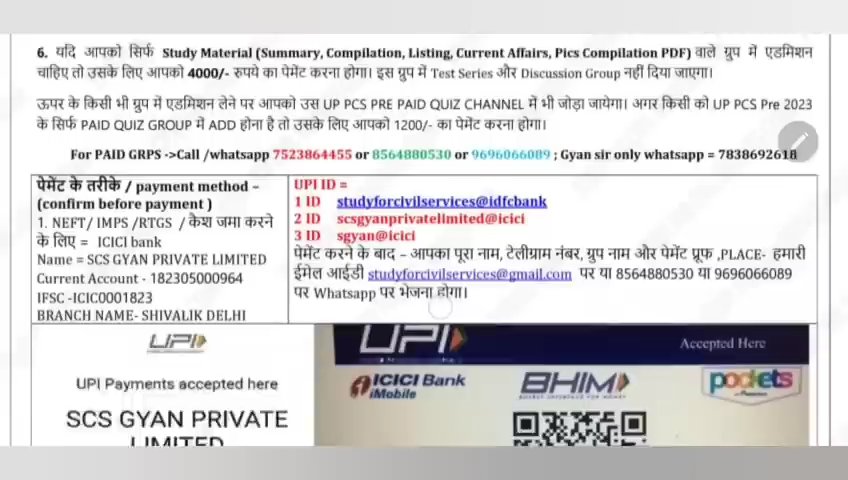 6. यदि आपको सिर्फ Study Material (Summary, Compilation, Listing, Current Affairs, Pics Compilation PDF) वाले ग्रुप में एडमिशन
चाहिए तो उसके लिए आपको 4000/- रुपये का पेमेंट करना होगा। इस ग्रुप में Test Series और Discussion Group नहीं दिया जाएगा।
ऊपर के किसी भी ग्रुप में एडमिशन लेने पर आपको उस UP PCS PRE PAID QUIZ CHANNEL में भी जोड़ा जायेगा। अगर किसी को UP PCS Pre 2023
के सिर्फ PAID QUIZ GROUP में ADD होना है तो उसके लिए आपको 1200/- का पेमेंट करना होगा।
For PAID GRPS ->Call /whatsapp 7523864455 or 8564880530 or 9696066089 ; Gyan sir only whatsapp = 7838692618
पेमेंट के तरीके / payment method –
(confirm before payment )
1. NEFT/ IMPS /RTGS / कैश जमा करने
के लिए = ICICI bank
Name = SCS GYAN PRIVATE LIMITED
Current Account - 182305000964
IFSC -ICIC0001823
BRANCH NAME- SHIVALIK DELHI
UPI ID =
1 ID studyforcivilservices@idfcbank
2 ID scsgyanprivatelimited@icici
3 ID sgyan@icici
पेमेंट करने के बाद – आपका पूरा नाम, टेलीग्राम नंबर, ग्रुप नाम और पेमेंट प्रूफ ,PLACE- हमारी
ईमेल आईडी studyforcivilservices@gmail.com पर या 8564880530 या 9696066089
पर Whatsapp पर भेजना होगा।
UPI
UPI Payments accepted here
SCS GYAN PRIVATE
LIMITED
UPI
Accepted Here
ICICI Bank
iMobile
BHIM
pockets